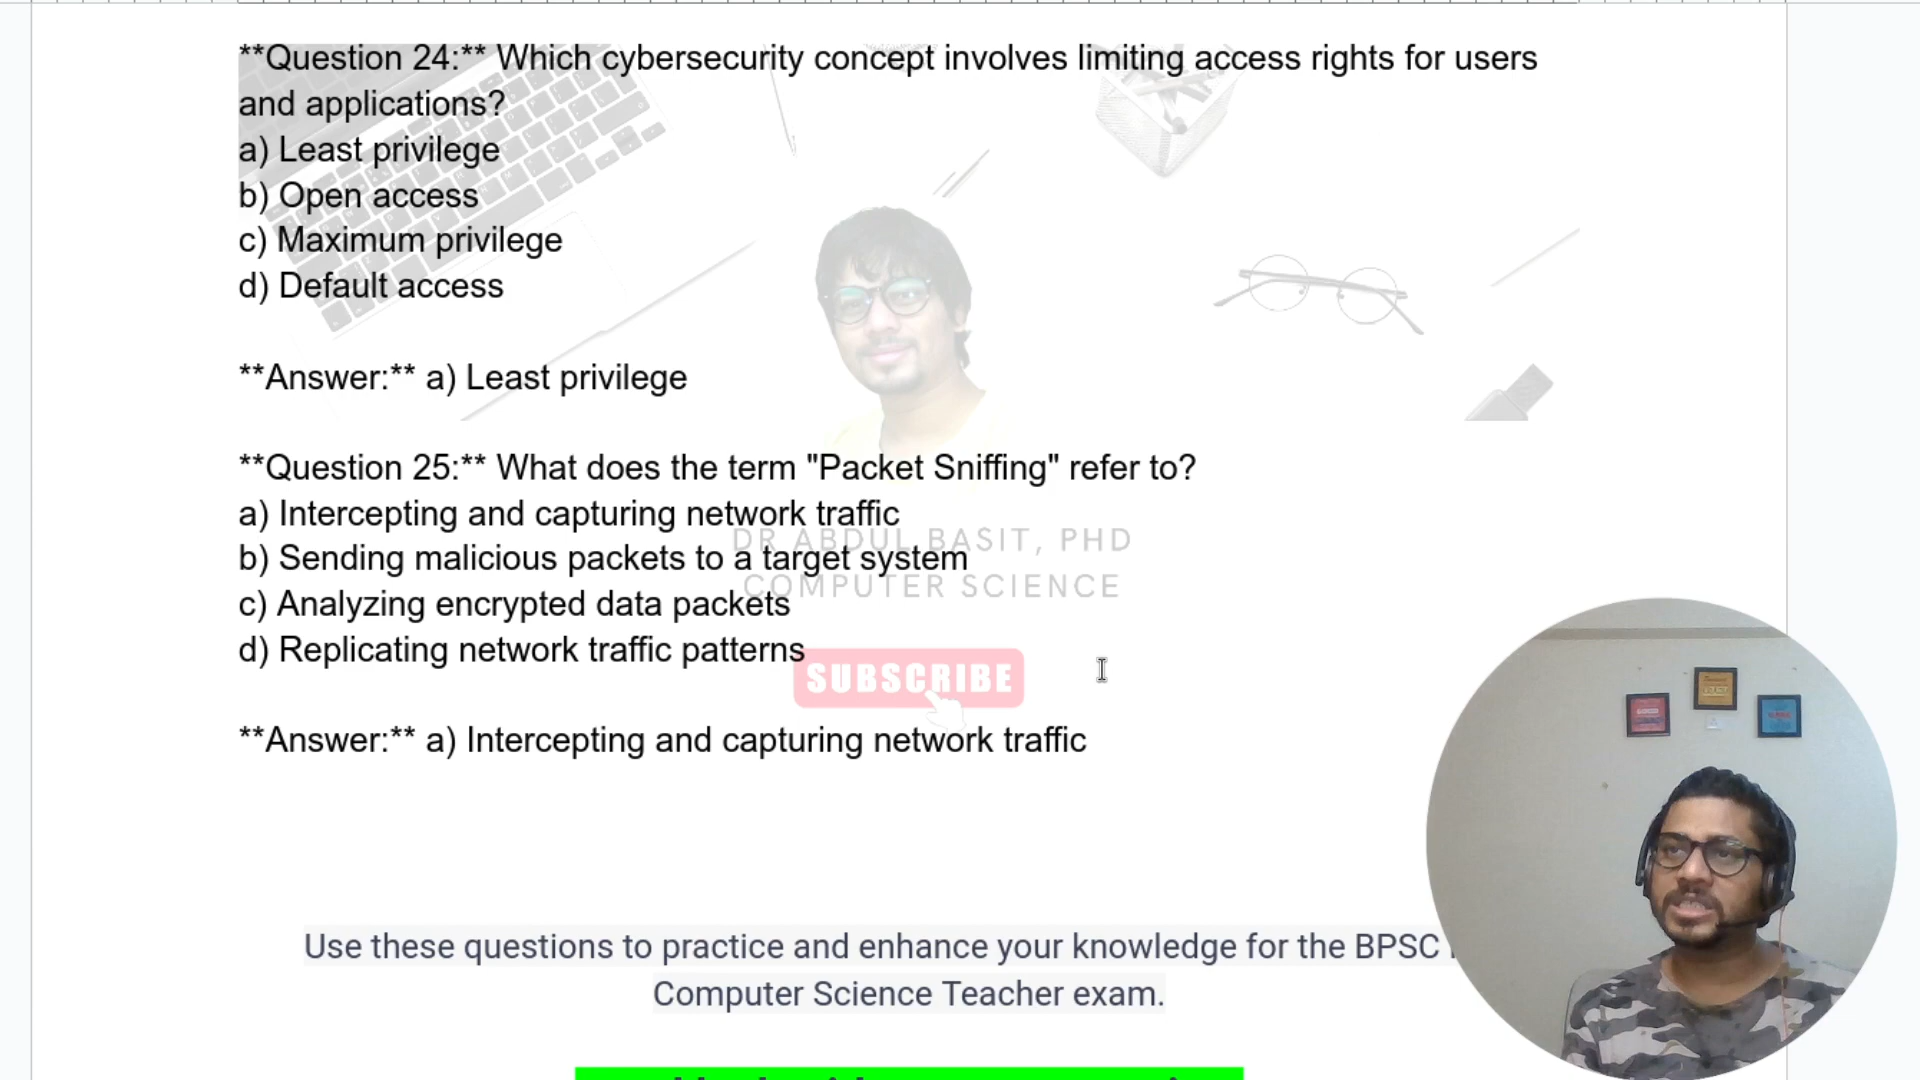 **Question 24:** Which cybersecurity concept involves limiting access rights for users
and applications?
a) Least privilege
b) Open access
c) Maximum privilege
d) Default access
**Answer:** a) Least privilege
**Question 25:** What does the term "Packet Sniffing" refer to?
a) Intercepting and capturing network traffic
DR ABDUL BASIT, PHD
b) Sending malicious packets to a target system
COMPUTER SCIENCE
c) Analyzing encrypted data packets
d) Replicating network traffic patterns
SUBSCRIBE
**Answer:** a) Intercepting and capturing network traffic
Use these questions to practice and enhance your knowledge for the BPSC
Computer Science Teacher exam.